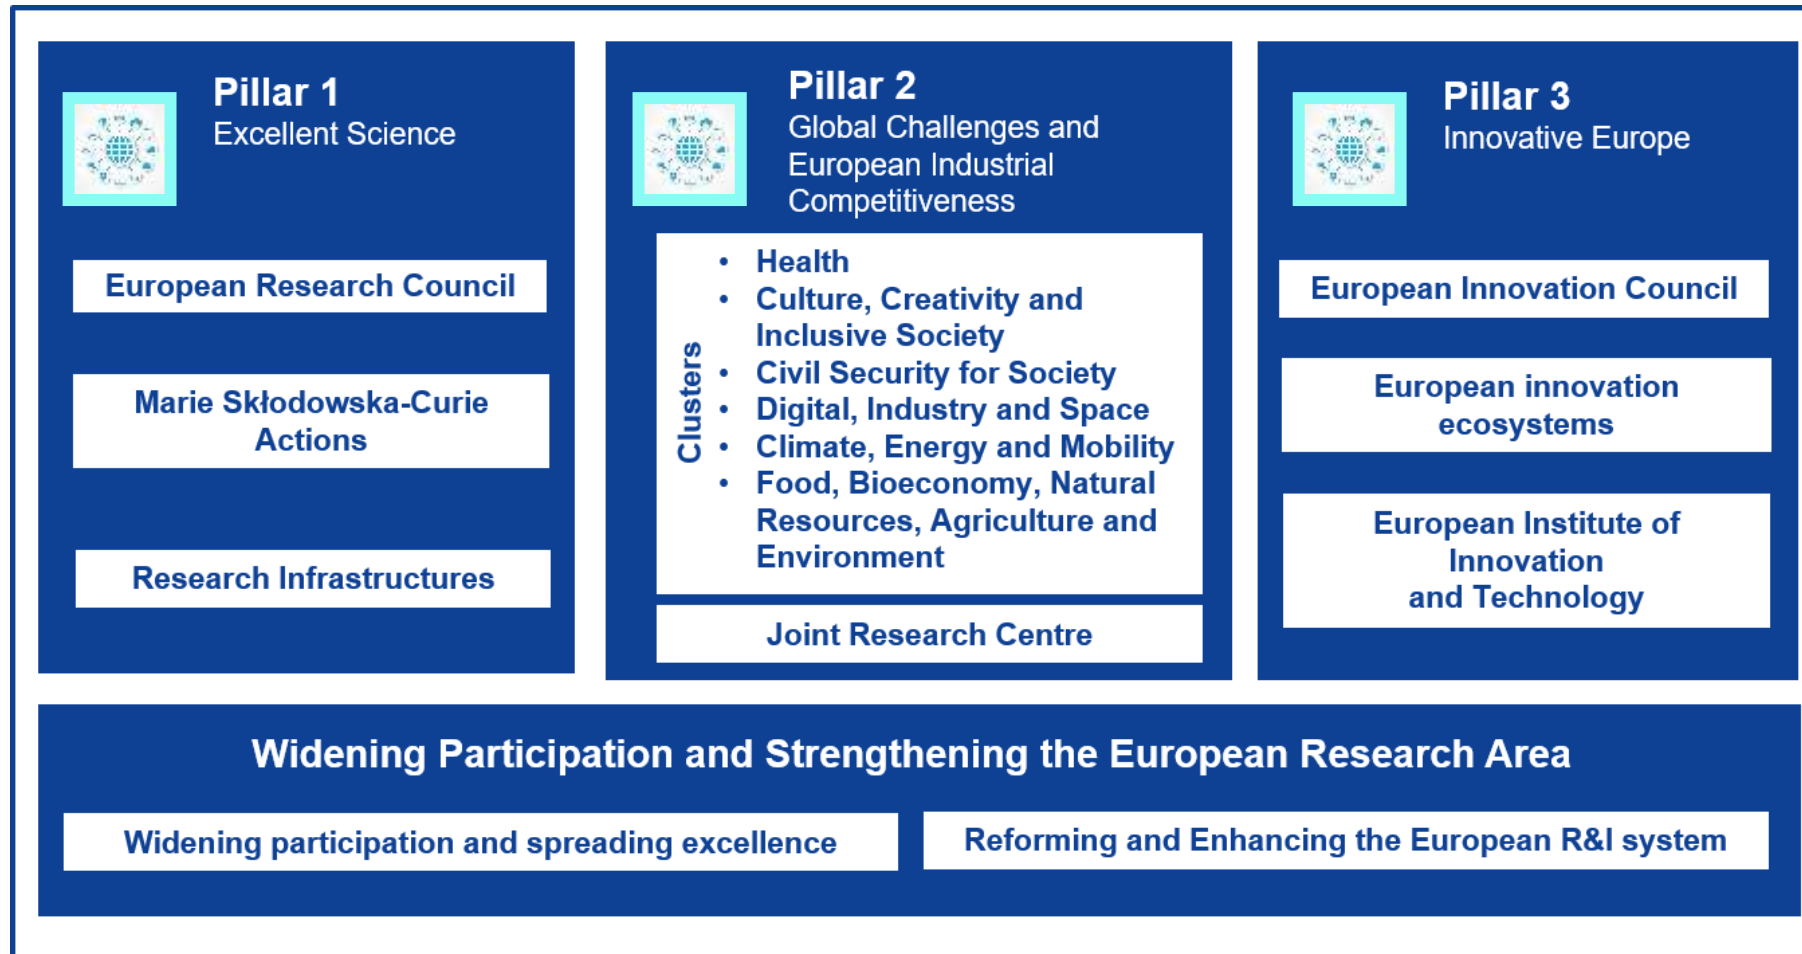 Pillar 1
Excellent Science
European Research Council
Marie Skłodowska-Curie
Actions
Research Infrastructures
Pillar 2
Global Challenges and
European Industrial
Competitiveness
Clusters
• Health
• Culture, Creativity and
Inclusive Society
• Civil Security for Society
• Digital, Industry and Space
• Climate, Energy and Mobility
• Food, Bioeconomy, Natural
Resources, Agriculture and
Environment
Joint Research Centre
Pillar 3
Innovative Europe
European Innovation Council
European innovation
ecosystems
European Institute of
Innovation
and Technology
Widening Participation and Strengthening the European Research Area
Widening participation and spreading excellence
Reforming and Enhancing the European R&I system